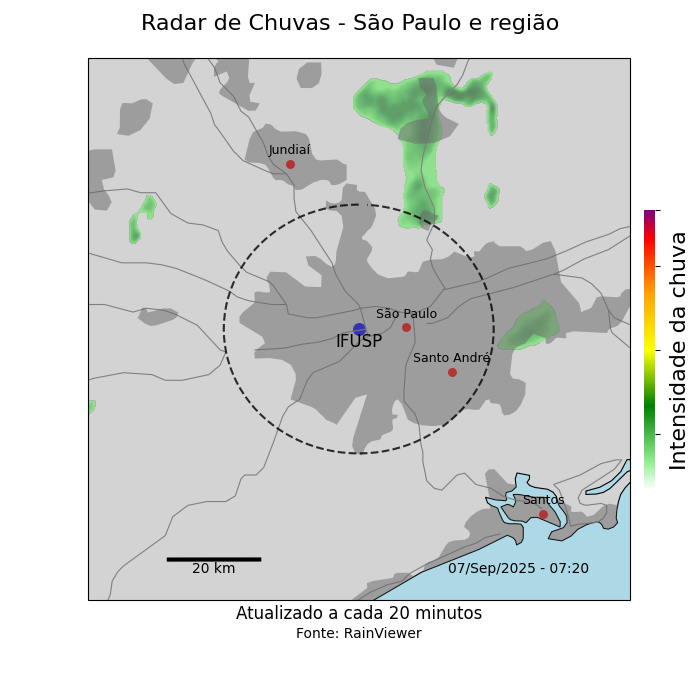 Radar de Chuvas - São Paulo e região
Jundiaí
São Paulo
IFUSP
Santo André
Intensidade da chuva
Santos
20 km
07/Sep/2025 - 07:20
Atualizado a cada 20 minutos
Fonte: RainViewer